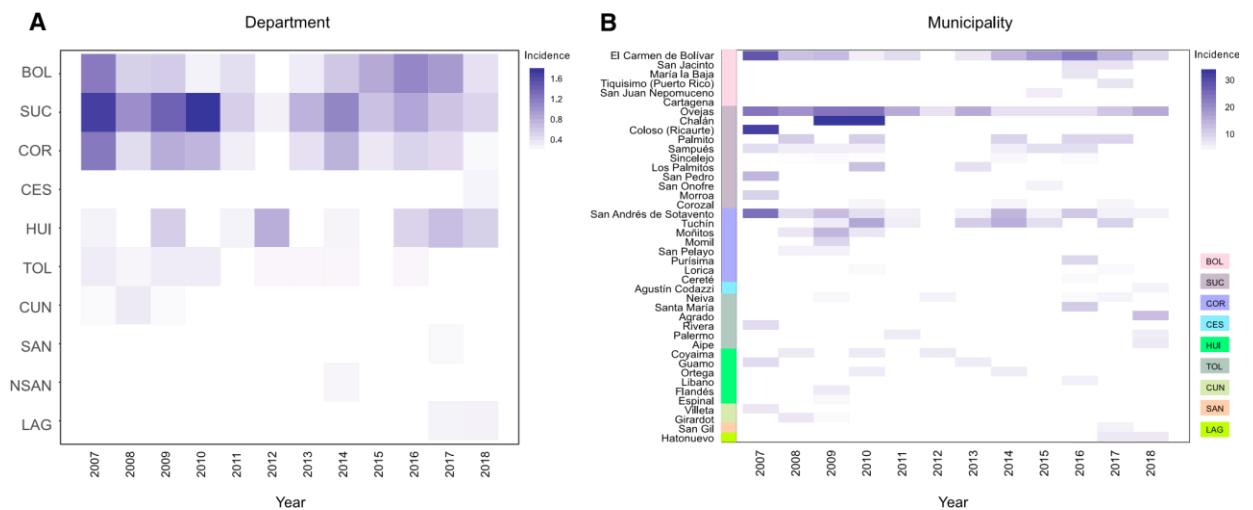 A
Department
BOL
SUC
COR
CES
HUI
TOL
CUN
SAN
NSAN
LAG
2007
2008
2009
2010
2011
2012
2013
2014
2015
2016
2017
2018
Year
Incidence
1.6
1.2
0.8
0.4
B
Municipality
El Carmen de Bolívar
San Jacinto
María la Baja
Tiquisimo (Puerto Rico)
San Juan Nepomuceno
Cartagena
Ovejas
Chalán
Coloso (Ricaurte)
Palmito
Sampués
Sincelejo
Los Palmitos
San Pedro
San Onofre
Morroa
Corozal
San Andrés de Sotavento
Tuchín
Moñitos
Momil
San Pelayo
Purísima
Lorica
Cereté
Agustín Codazzi
Neiva
Santa María
Agrado
Rivera
Palermo
Aipe
Coyaima
Guamo
Ortega
Libano
Flandés
Espinal
Villeta
Girardot
San Gil
Hatonuevo
2007
2008
2009
2010
2011
2012
2013
2014
2015
2016
2017
2018
Year
Incidence
30
20
10
BOL
SUC
COR
CES
HUI
TOL
CUN
SAN
LAG